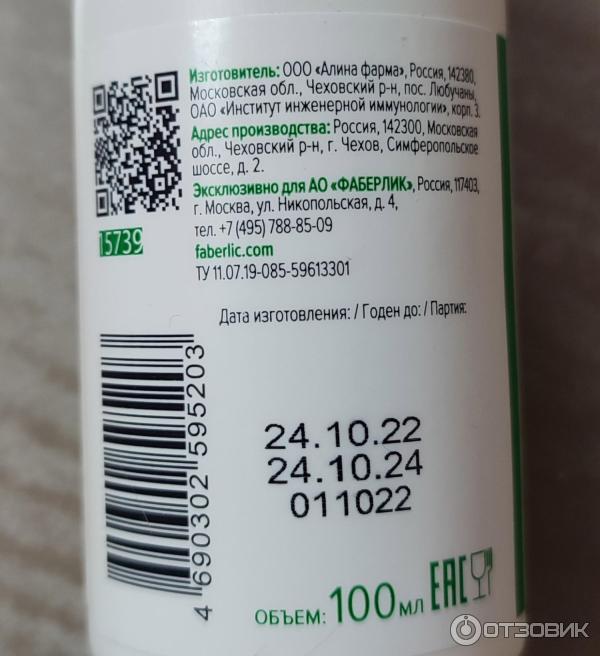 Изготовитель: ООО «Алина фарма», Россия, 142380,
Московская обл., Чеховский р-н, пос. Любучаны,
ОАО «Институт инженерной иммунологии», корп. 3.
Адрес производства: Россия, 142300, Московская
обл., Чеховский р-н, г. Чехов, Симферопольское
шоссе, д. 2.
Эксклюзивно для АО «ФАБЕРЛИК», Россия, 117403,
г. Москва, ул. Никопольская, д. 4,
тел. +7 (495) 788-85-09
faberlic.com
ТУ 11.07.19-085-59613301
15739
Дата изготовления: / Годен до: / Партия:
24.10.22
24.10.24
011022
4 690302 595203
ОБЪЕМ: 100 мл EAC
ОТЗОВИК